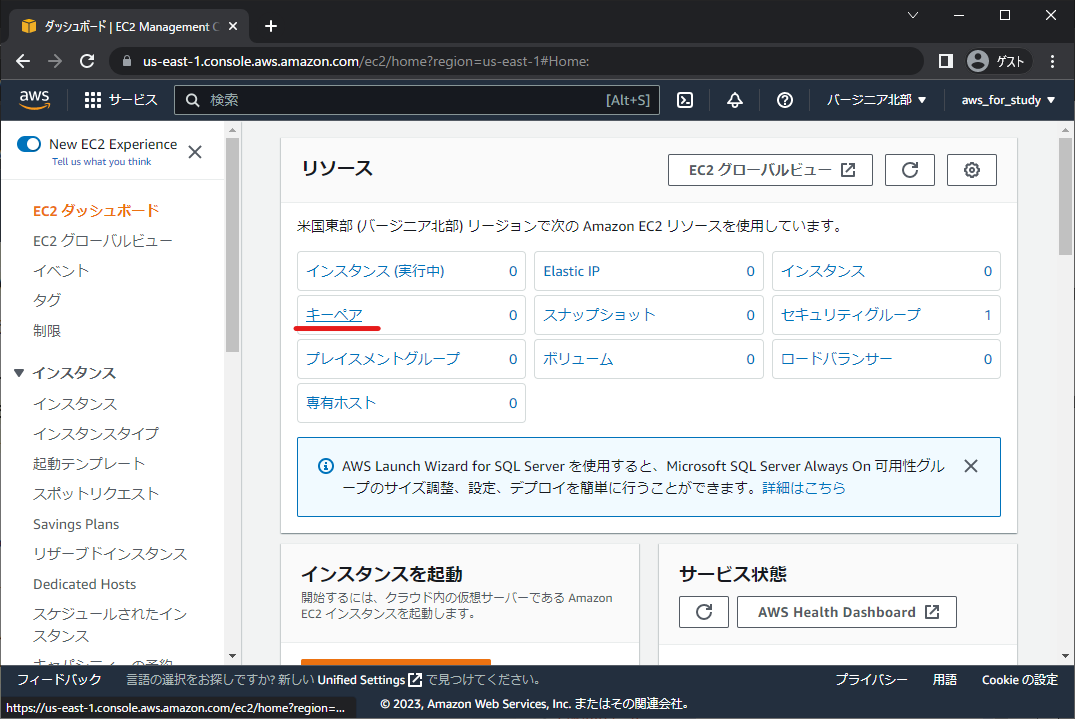 ダッシュボード | EC2 Management C
us-east-1.console.aws.amazon.com/ec2/home?region=us-east-1#Home:
ゲスト
aws
サービス
検索
[Alt+S]
バージニア北部
aws_for_study
New EC2 Experience
Tell us what you think
EC2 ダッシュボード
EC2 グローバルビュー
イベント
タグ
制限
インスタンス
インスタンス
インスタンスタイプ
起動テンプレート
スポットリクエスト
Savings Plans
リザーブドインスタンス
Dedicated Hosts
スケジュールされたイン
スタンス
キャパシティーの予約
リソース
EC2 グローバルビュー
米国東部 (バージニア北部) リージョンで次の Amazon EC2 リソースを使用しています。
インスタンス (実行中) 0
Elastic IP 0
インスタンス 0
キーペア 0
スナップショット 0
セキュリティグループ 1
プレイスメントグループ 0
ボリューム 0
ロードバランサー 0
専有ホスト 0
AWS Launch Wizard for SQL Server を使用すると、Microsoft SQL Server Always On 可用性グル
ープのサイズ調整、設定、デプロイを簡単に行うことができます。詳細はこちら
インスタンスを起動
開始するには、クラウド内の仮想サーバーである Amazon
EC2 インスタンスを起動します。
サービス状態
AWS Health Dashboard
フィードバック
言語の選択をお探しですか? 新しい Unified Settings で見つけてください。
プライバシー
用語
Cookie の設定
https://us-east-1.console.aws.amazon.com/ec2/home?region=...
© 2023, Amazon Web Services, Inc. またはその関連会社。